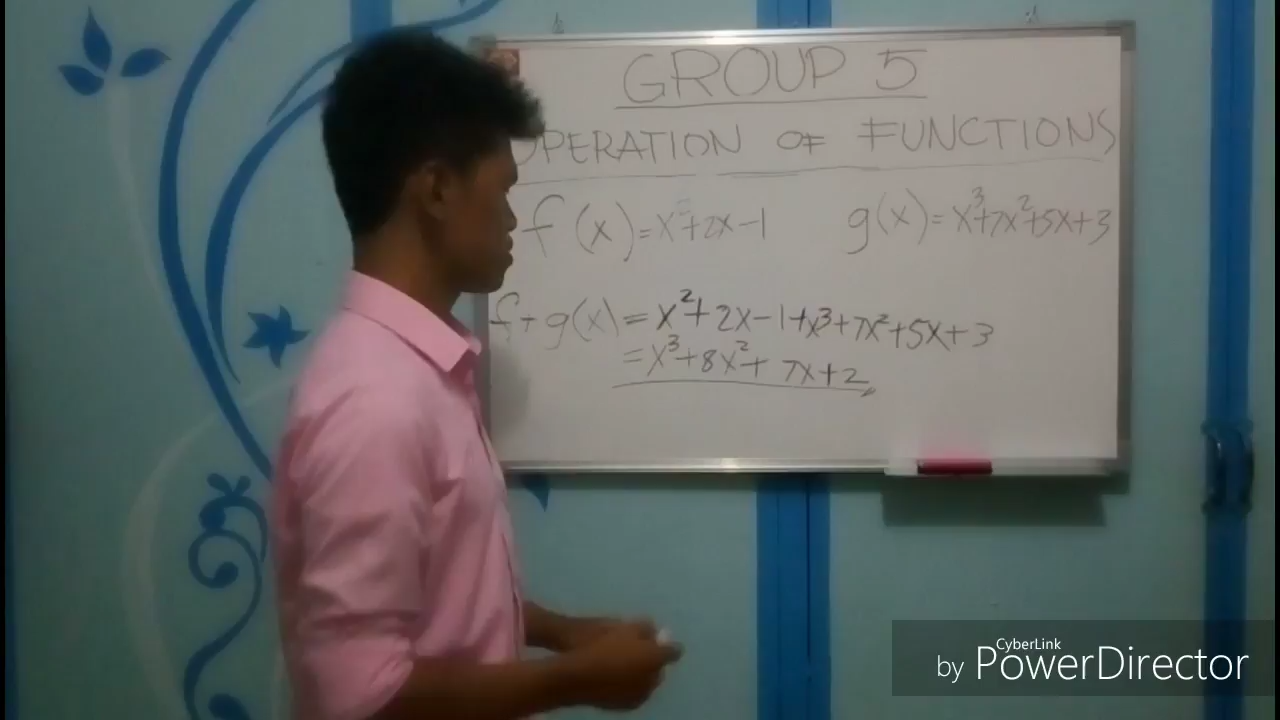 GROUP 5
OPERATION OF FUNCTIONS
f(x)=x²+2x-1 g(x)=x³+7x²+5x+3
f+g(x)=x²+2x-1+x³+7x²+5x+3
=x³+8x²+7x+2
CyberLink
by PowerDirector